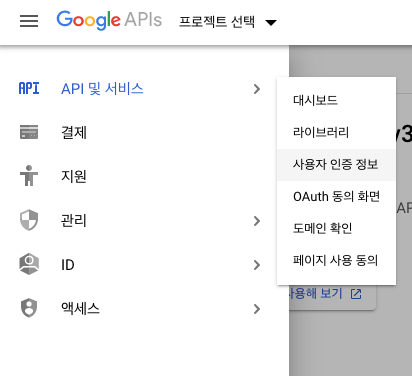 Google APIs 프로젝트 선택
API API 및 서비스
결제
지원
관리
ID
액세스
대시보드
라이브러리
사용자 인증 정보
OAuth 동의 화면
도메인 확인
페이지 사용 동의
v3
AP
사용해 보기